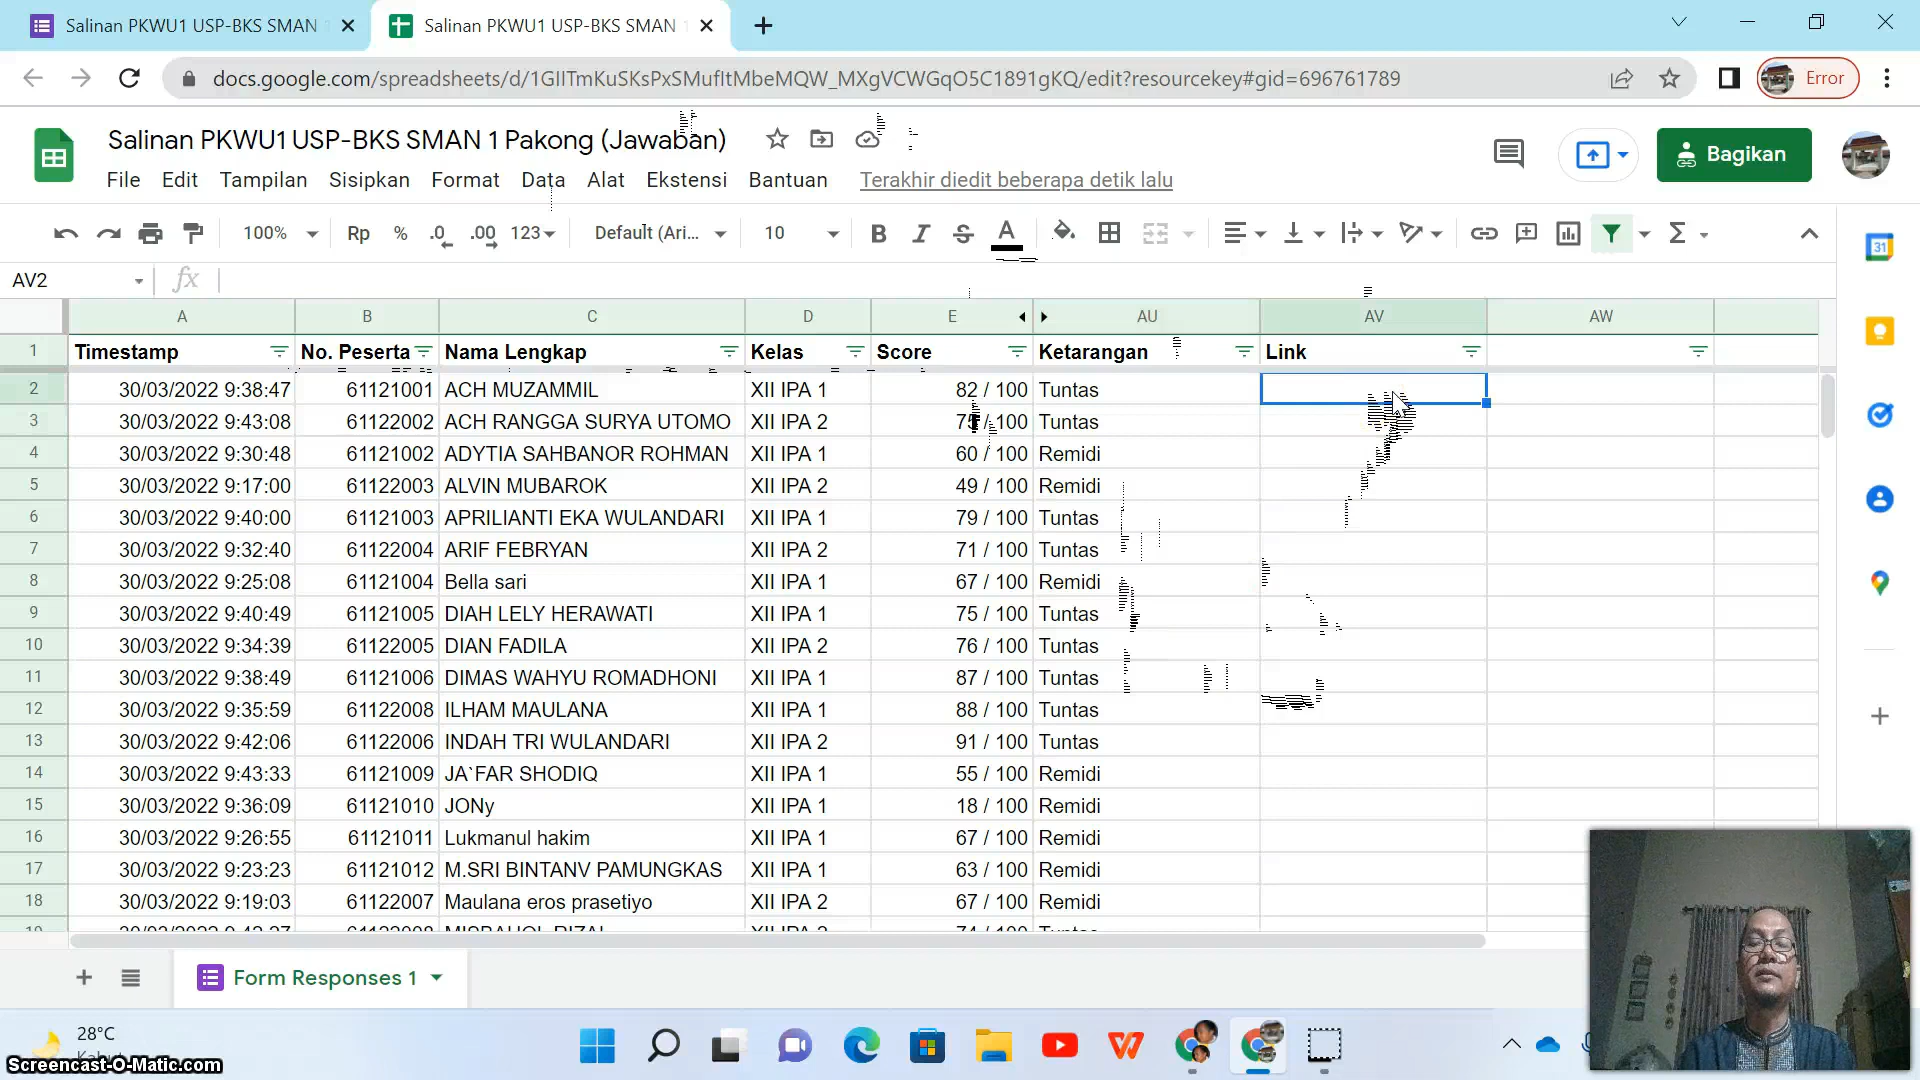 Salinan PKWU1 USP-BKS SMAN
Salinan PKWU1 USP-BKS SMAN 1
docs.google.com/spreadsheets/d/1GIITmKuSKsPxSMufItMbeMQW_MXgVCWGqO5C1891gKQ/edit?resourcekey#gid=696761789
Error
Salinan PKWU1 USP-BKS SMAN 1 Pakong (Jawaban)
Bagikan
File Edit Tampilan Sisipkan Format Data Alat Ekstensi Bantuan Terakhir diedit beberapa detik lalu
100% Rp % .0 .00 123 Default (Ari... 10 B I S A
31
AV2 fx
A B C D E AU AV AW
1 Timestamp No. Peserta Nama Lengkap Kelas Score Ketarangan Link
2 30/03/2022 9:38:47 61121001 ACH MUZAMMIL XII IPA 1 82 / 100 Tuntas
3 30/03/2022 9:43:08 61122002 ACH RANGGA SURYA UTOMO XII IPA 2 75 / 100 Tuntas
4 30/03/2022 9:30:48 61121002 ADYTIA SAHBANOR ROHMAN XII IPA 1 60 / 100 Remidi
5 30/03/2022 9:17:00 61122003 ALVIN MUBAROK XII IPA 2 49 / 100 Remidi
6 30/03/2022 9:40:00 61121003 APRILIANTI EKA WULANDARI XII IPA 1 79 / 100 Tuntas
7 30/03/2022 9:32:40 61122004 ARIF FEBRYAN XII IPA 2 71 / 100 Tuntas
8 30/03/2022 9:25:08 61121004 Bella sari XII IPA 1 67 / 100 Remidi
9 30/03/2022 9:40:49 61121005 DIAH LELY HERAWATI XII IPA 1 75 / 100 Tuntas
10 30/03/2022 9:34:39 61122005 DIAN FADILA XII IPA 2 76 / 100 Tuntas
11 30/03/2022 9:38:49 61121006 DIMAS WAHYU ROMADHONI XII IPA 1 87 / 100 Tuntas
12 30/03/2022 9:35:59 61122008 ILHAM MAULANA XII IPA 1 88 / 100 Tuntas
13 30/03/2022 9:42:06 61122006 INDAH TRI WULANDARI XII IPA 2 91 / 100 Tuntas
14 30/03/2022 9:43:33 61121009 JA`FAR SHODIQ XII IPA 1 55 / 100 Remidi
15 30/03/2022 9:36:09 61121010 JONy XII IPA 1 18 / 100 Remidi
16 30/03/2022 9:26:55 61121011 Lukmanul hakim XII IPA 1 67 / 100 Remidi
17 30/03/2022 9:23:23 61121012 M.SRI BINTANV PAMUNGKAS XII IPA 1 63 / 100 Remidi
18 30/03/2022 9:19:03 61122007 Maulana eros prasetiyo XII IPA 2 67 / 100 Remidi
Form Responses 1
28°C
Screencast-O-Matic.com